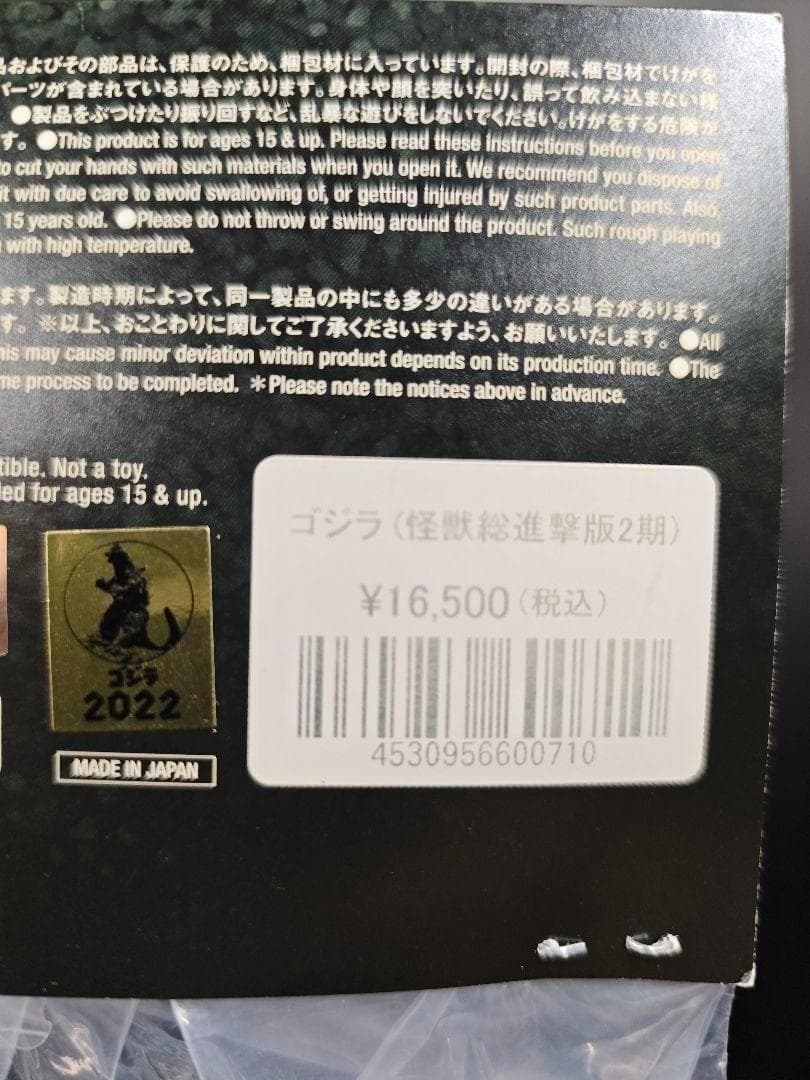 品およびその部品は、保護のため、梱包材に入っています。開封の際、梱包材でけがを
パーツが含まれている場合があります。身体や顔を突いたり、誤って飲み込まない様
●製品をぶつけたり振り回すなど、乱暴な遊びをしないでください。けがをする危険が
す。●This product is for ages 15 & up. Please read these instructions before you open
to cut your hands with such materials when you open it. We recommend you dispose of
it with due care to avoid swallowing of, or getting injured by such product parts. Also,
15 years old. ●Please do not throw or swing around the product. Such rough playing
with high temperature.
ます。製造時期によって、同一製品の中にも多少の違いがある場合があります。
す。※以上、おことわりに関してご了承くださいますよう、お願いいたします。●All
his may cause minor deviation within product depends on its production time. ●The
me process to be completed. ＊Please note the notices above in advance.
tible. Not a toy.
ded for ages 15 & up.
ゴジラ
2022
MADE IN JAPAN
ゴジラ(怪獣総進撃版2期)
¥16,500(税込)
4530956600710